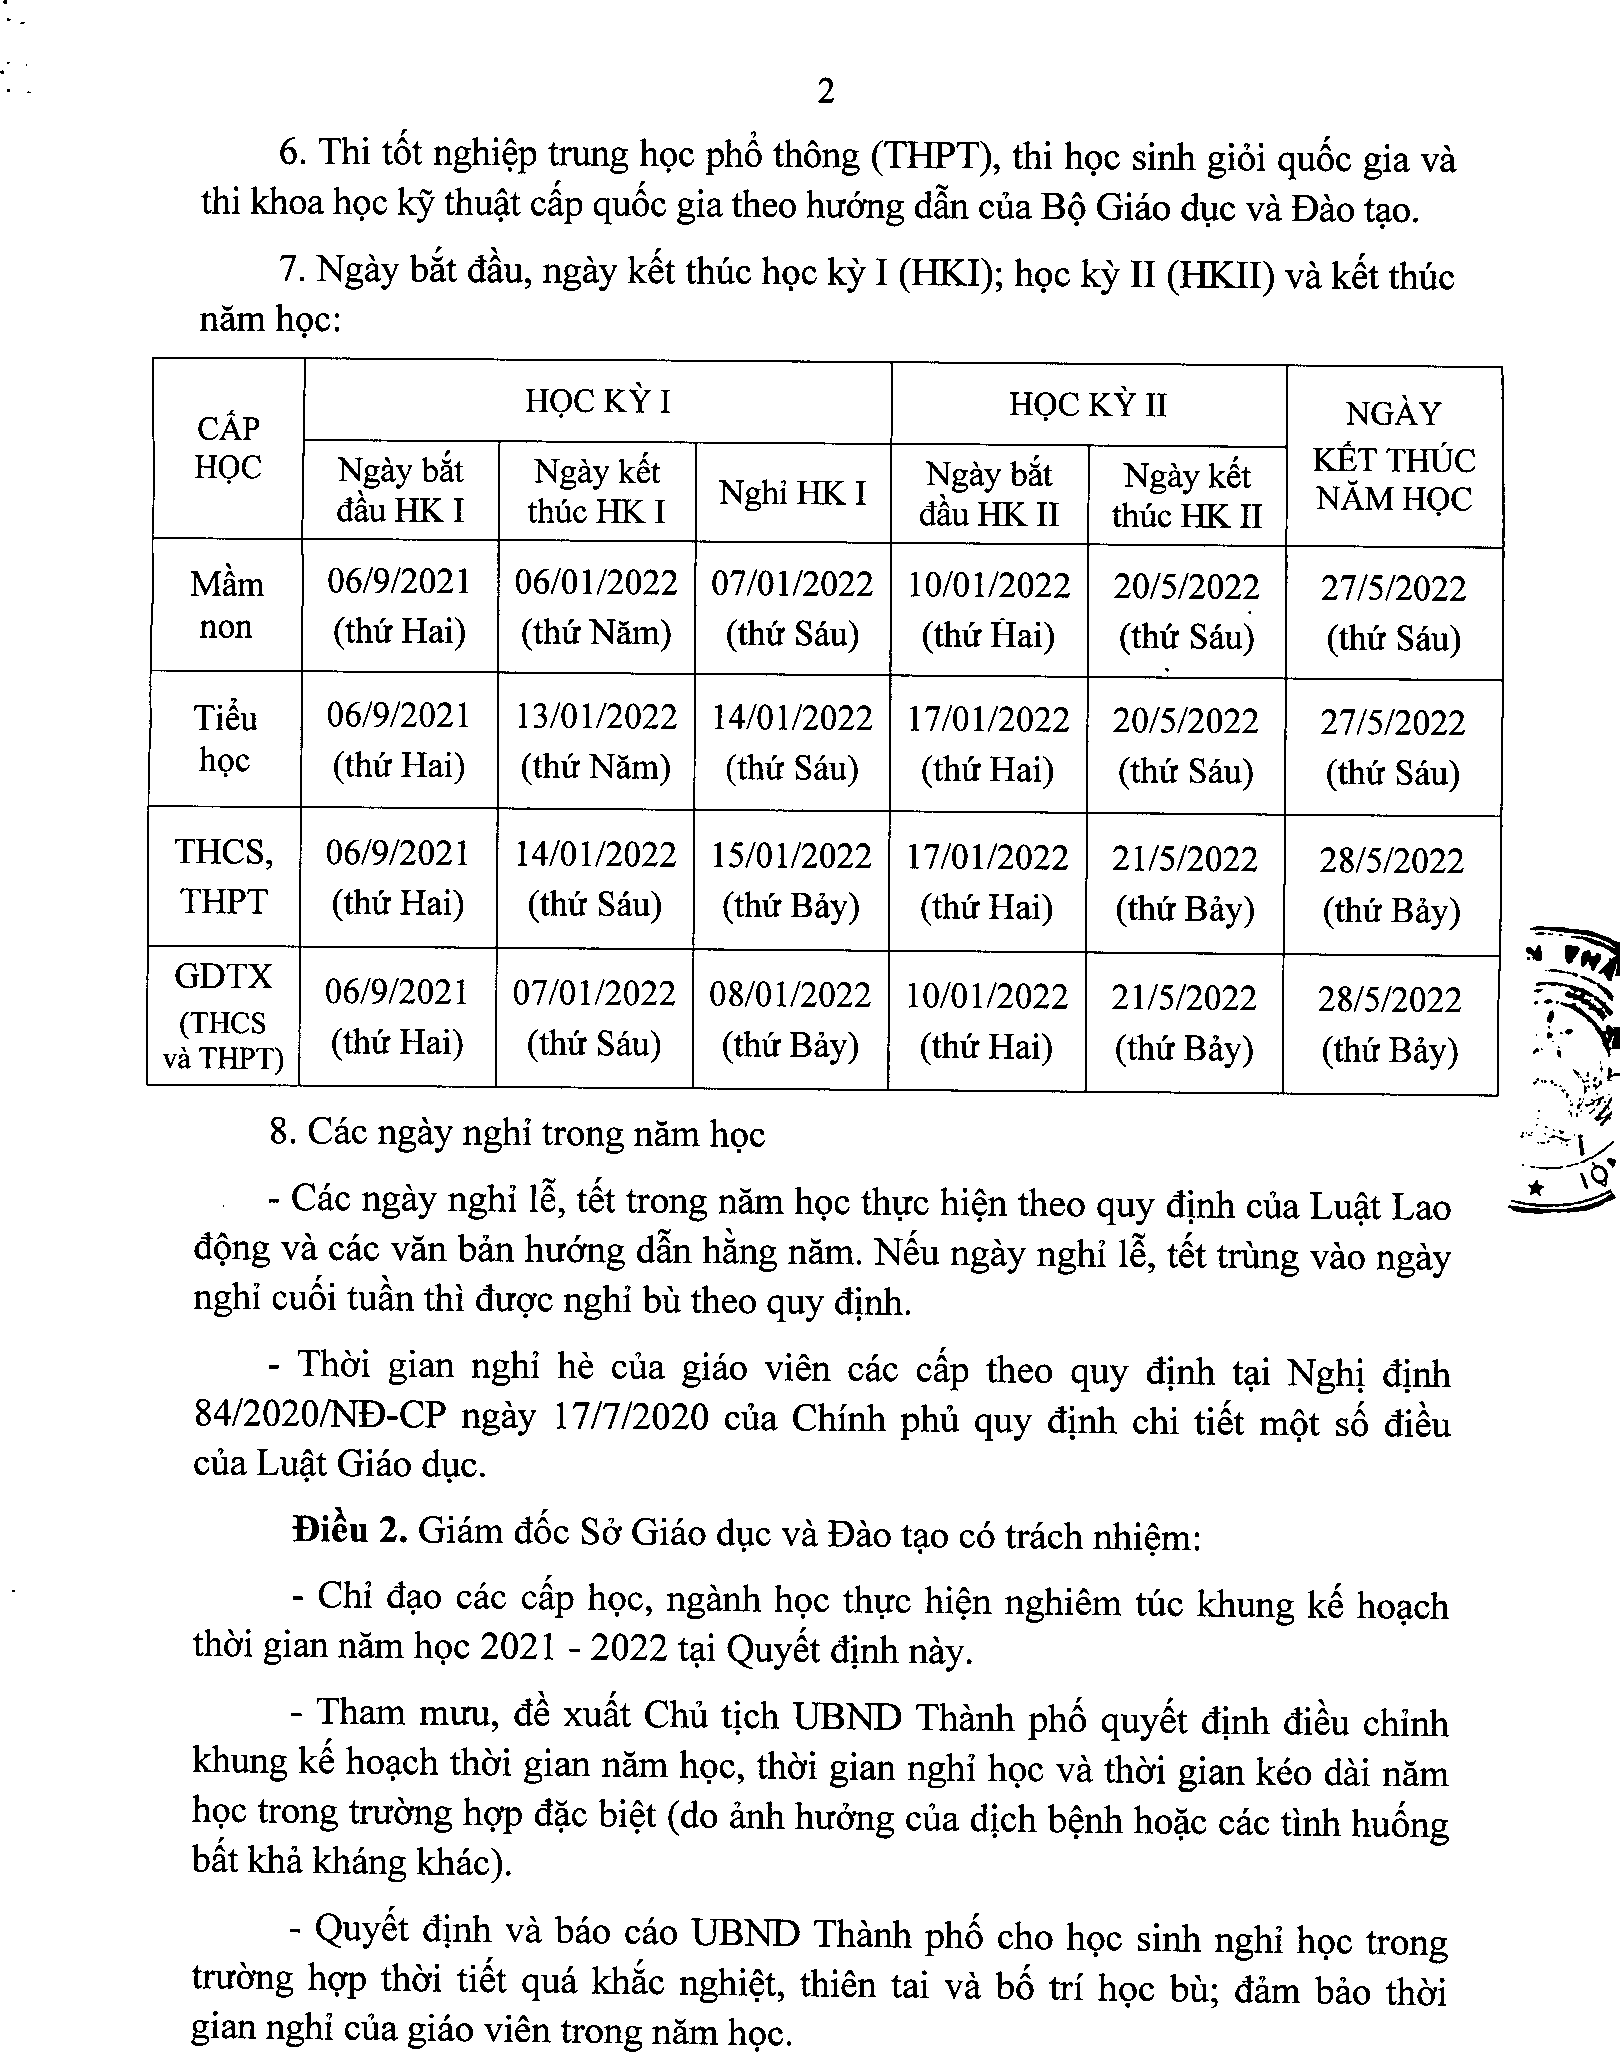 2
6. Thi tốt nghiệp trung học phổ thông (THPT), thi học sinh giỏi quốc gia và
thi khoa học kỹ thuật cấp quốc gia theo hướng dẫn của Bộ Giáo dục và Đào tạo.
7. Ngày bắt đầu, ngày kết thúc học kỳ I (HKI); học kỳ II (HKII) và kết thúc
năm học:
CẤP HỌC
HỌC KỲ I
HỌC KỲ II
NGÀY KẾT THÚC NĂM HỌC
Ngày bắt đầu HK I
Ngày kết thúc HK I
Nghỉ HK I
Ngày bắt đầu HK II
Ngày kết thúc HK II
Mầm non
06/9/2021 (thứ Hai)
06/01/2022 (thứ Năm)
07/01/2022 (thứ Sáu)
10/01/2022 (thứ Hai)
20/5/2022 (thứ Sáu)
27/5/2022 (thứ Sáu)
Tiểu học
06/9/2021 (thứ Hai)
13/01/2022 (thứ Năm)
14/01/2022 (thứ Sáu)
17/01/2022 (thứ Hai)
20/5/2022 (thứ Sáu)
27/5/2022 (thứ Sáu)
THCS, THPT
06/9/2021 (thứ Hai)
14/01/2022 (thứ Sáu)
15/01/2022 (thứ Bảy)
17/01/2022 (thứ Hai)
21/5/2022 (thứ Bảy)
28/5/2022 (thứ Bảy)
GDTX (THCS và THPT)
06/9/2021 (thứ Hai)
07/01/2022 (thứ Sáu)
08/01/2022 (thứ Bảy)
10/01/2022 (thứ Hai)
21/5/2022 (thứ Bảy)
28/5/2022 (thứ Bảy)
8. Các ngày nghỉ trong năm học
- Các ngày nghỉ lễ, tết trong năm học thực hiện theo quy định của Luật Lao
động và các văn bản hướng dẫn hằng năm. Nếu ngày nghỉ lễ, tết trùng vào ngày
nghỉ cuối tuần thì được nghỉ bù theo quy định.
- Thời gian nghỉ hè của giáo viên các cấp theo quy định tại Nghị định
84/2020/NĐ-CP ngày 17/7/2020 của Chính phủ quy định chi tiết một số điều
của Luật Giáo dục.
Điều 2. Giám đốc Sở Giáo dục và Đào tạo có trách nhiệm:
- Chỉ đạo các cấp học, ngành học thực hiện nghiêm túc khung kế hoạch
thời gian năm học 2021 - 2022 tại Quyết định này.
- Tham mưu, đề xuất Chủ tịch UBND Thành phố quyết định điều chỉnh
khung kế hoạch thời gian năm học, thời gian nghỉ học và thời gian kéo dài năm
học trong trường hợp đặc biệt (do ảnh hưởng của dịch bệnh hoặc các tình huống
bất khả kháng khác).
- Quyết định và báo cáo UBND Thành phố cho học sinh nghỉ học trong
trường hợp thời tiết quá khắc nghiệt, thiên tai và bố trí học bù; đảm bảo thời
gian nghỉ của giáo viên trong năm học.